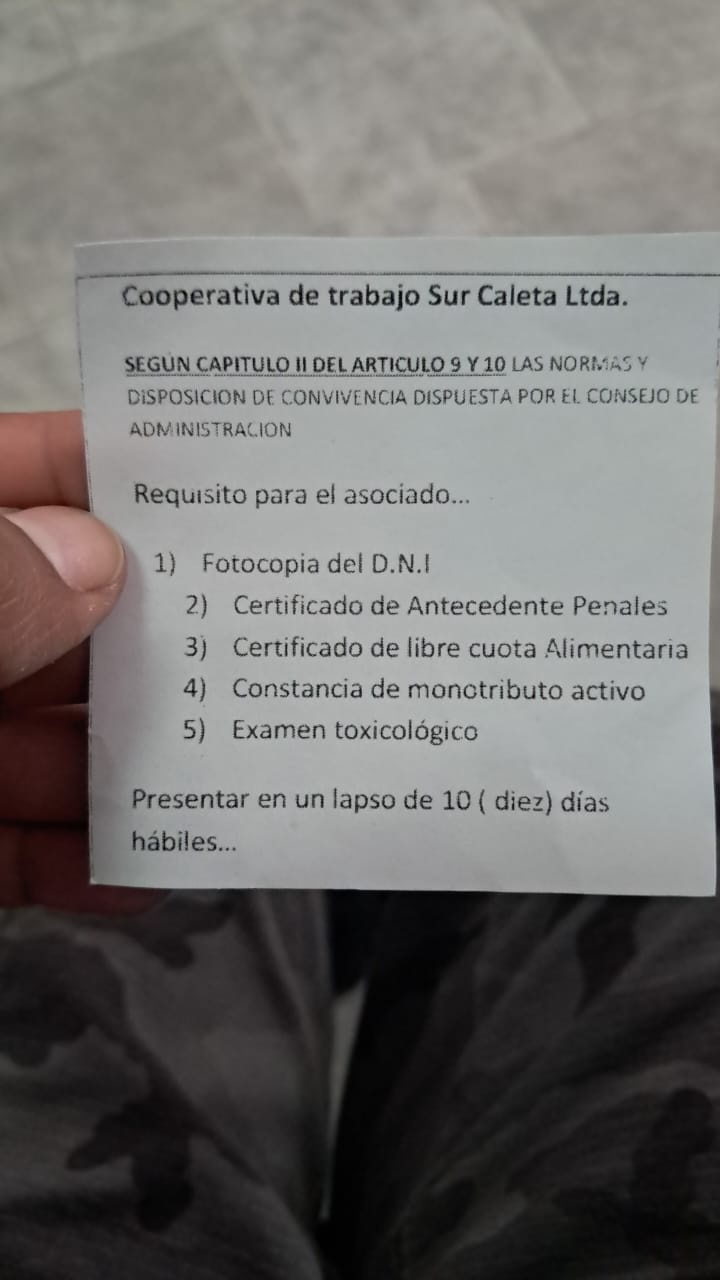 Cooperativa de trabajo Sur Caleta Ltda.
SEGÚN CAPITULO II DEL ARTICULO 9 Y 10 LAS NORMAS Y
DISPOSICION DE CONVIVENCIA DISPUESTA POR EL CONSEJO DE
ADMINISTRACION
Requisito para el asociado...
1) Fotocopia del D.N.I
2) Certificado de Antecedente Penales
3) Certificado de libre cuota Alimentaria
4) Constancia de monotributo activo
5) Examen toxicológico
Presentar en un lapso de 10 ( diez) días
hábiles...